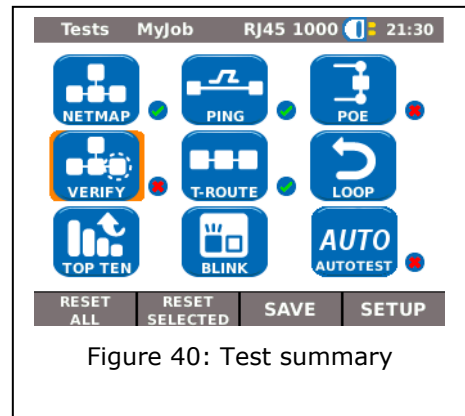 Tests MyJob RJ45 1000 21:30
NETMAP PING POE
VERIFY T-ROUTE LOOP
TOP TEN BLINK AUTO
AUTOTEST
RESET ALL RESET SELECTED SAVE SETUP
Figure 40: Test summary